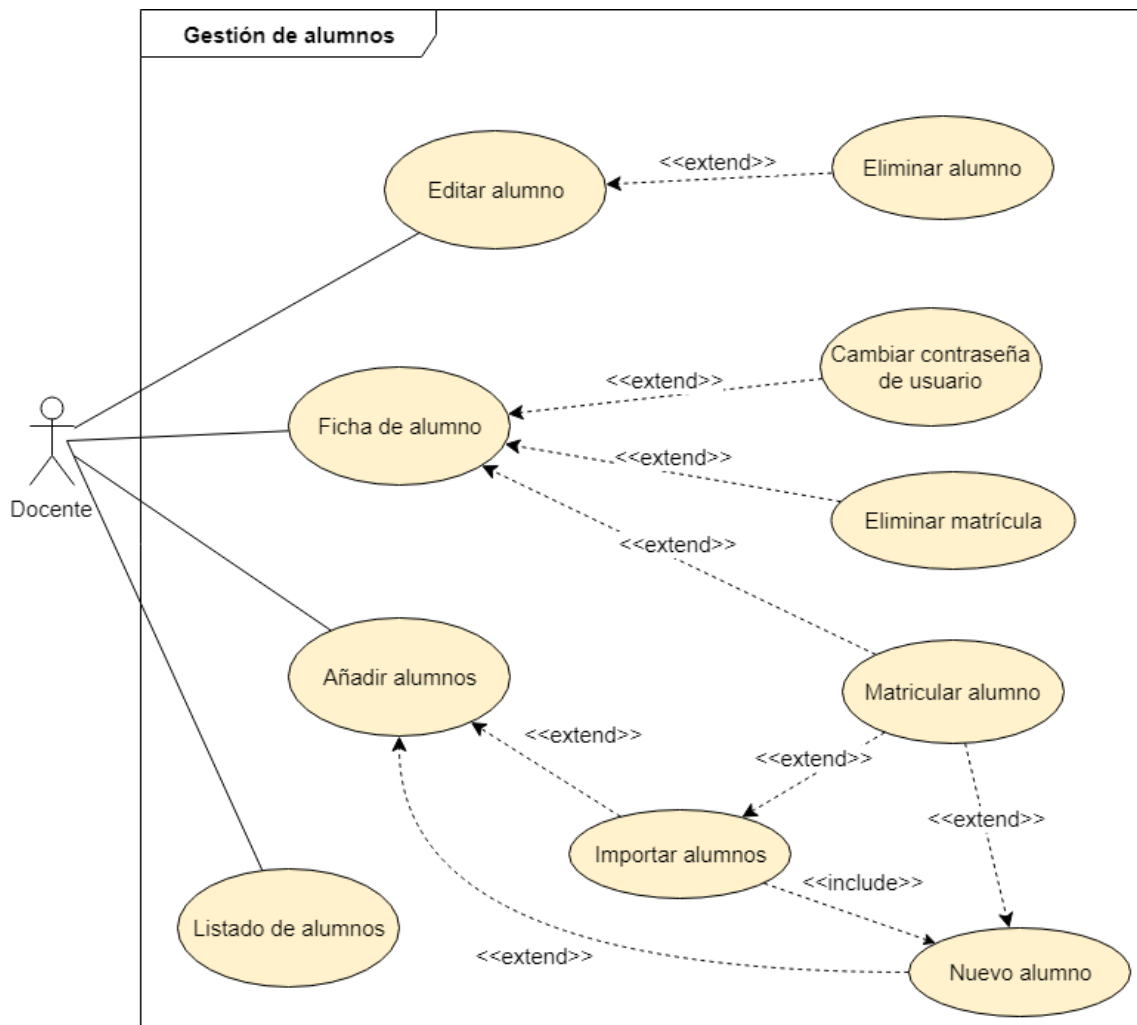 Gestión de alumnos
Editar alumno
<<extend>>
Eliminar alumno
Cambiar contraseña
de usuario
<<extend>>
Ficha de alumno
<<extend>>
Docente
Eliminar matrícula
<<extend>>
Añadir alumnos
Matricular alumno
<<extend>>
<<extend>>
<<extend>>
Importar alumnos
<<include>>
Listado de alumnos
<<extend>>
Nuevo alumno